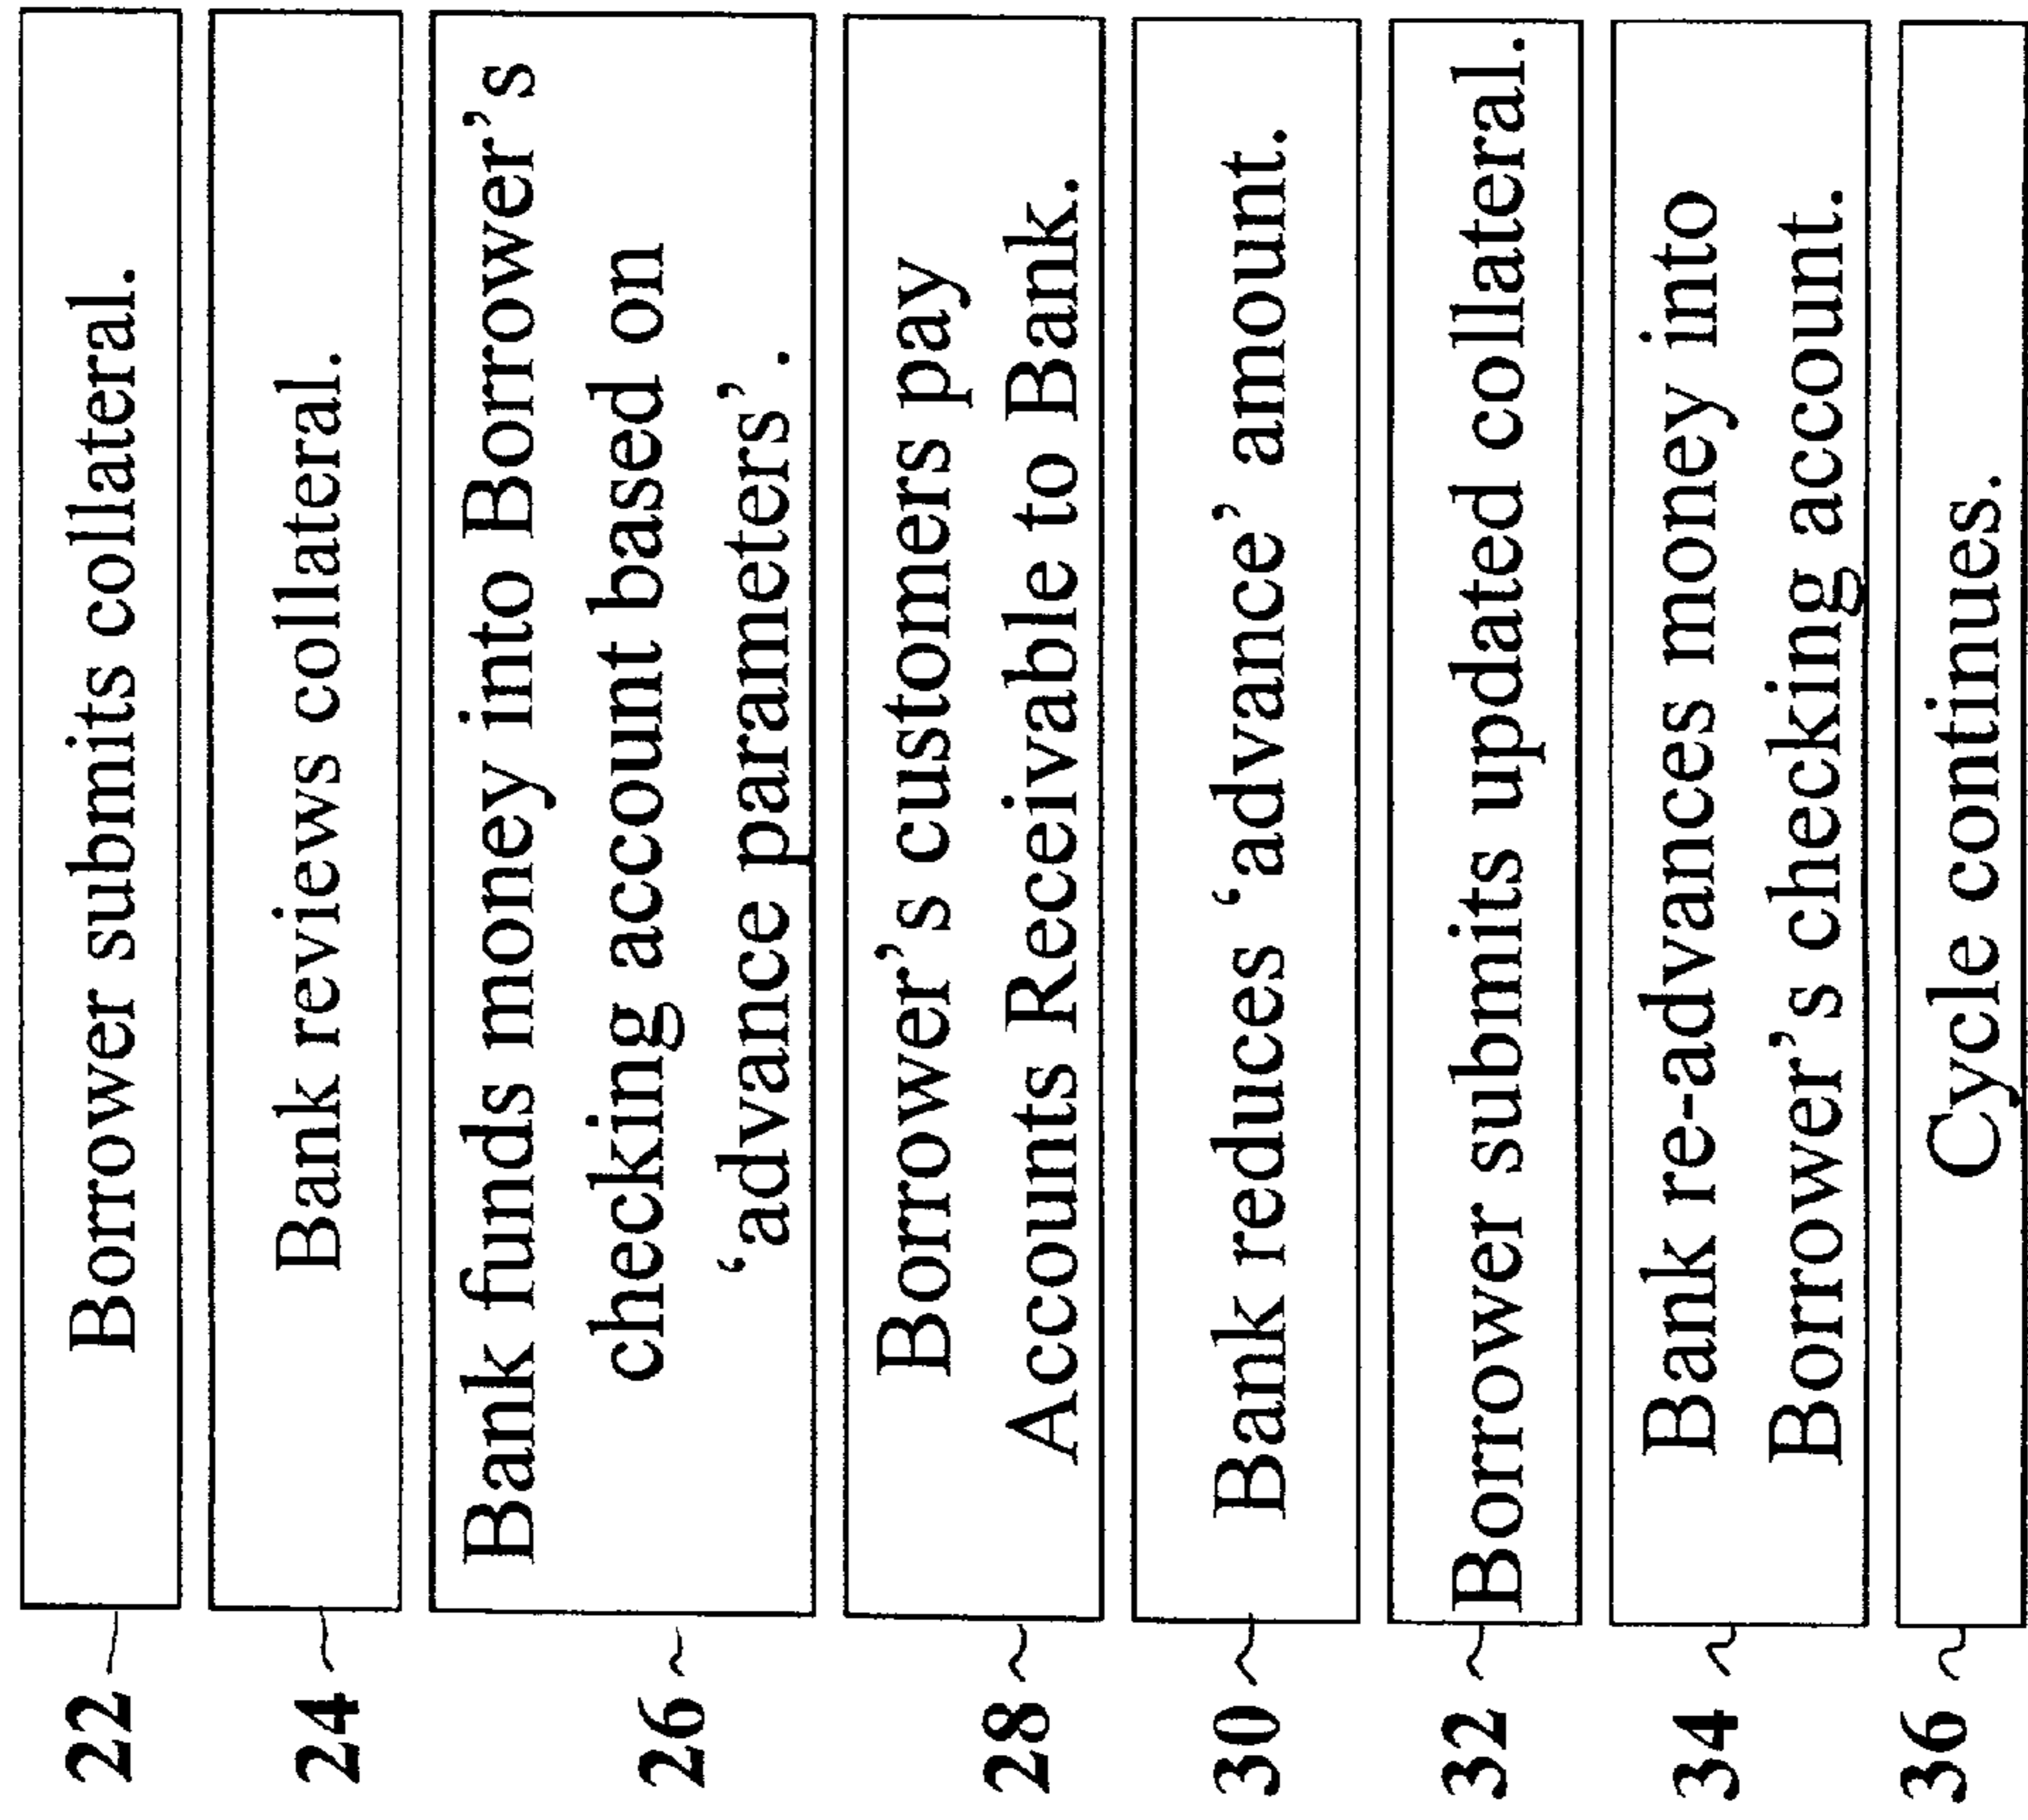 22 Borrower submits collateral.
24 Bank reviews collateral.
26 Bank funds money into Borrower's
checking account based on
'advance parameters'.
28 Borrower's customers pay
Accounts Receivable to Bank.
30 Bank reduces 'advance' amount.
32 Borrower submits updated collateral.
34 Bank re-advances money into
Borrower's checking account.
36 Cycle continues.